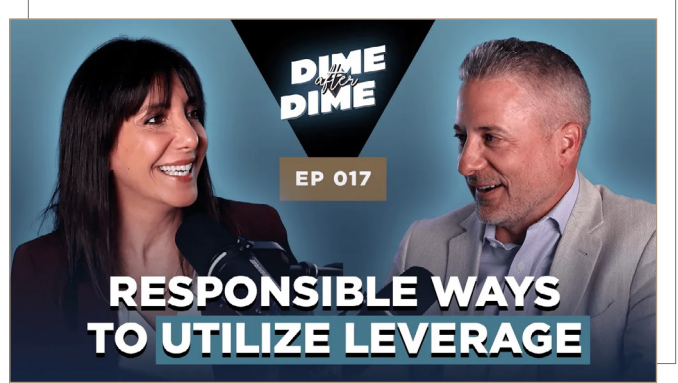 DIME
after
DIME
EP 017
RESPONSIBLE WAYS
TO UTILIZE LEVERAGE